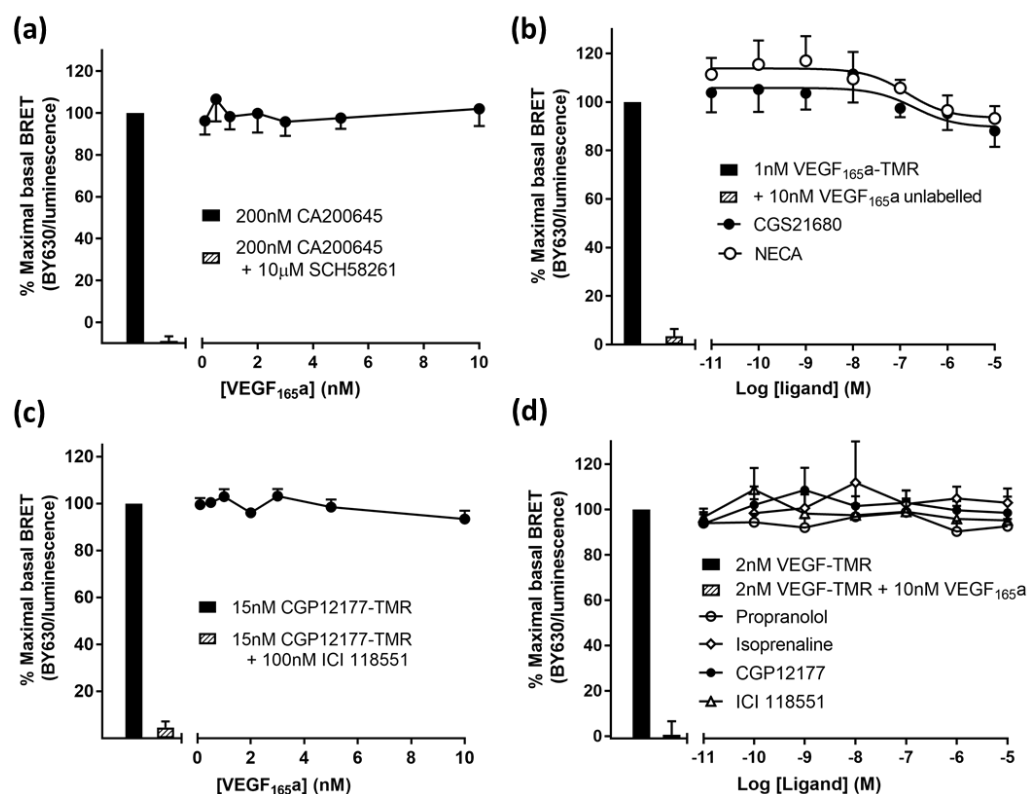 (a)
% Maximal basal BRET
(BY630/luminescence)
120
100
80
60
40
20
0
200nM CA200645
200nM CA200645
+ 10μM SCH58261
0 2 4 6 8 10
[VEGF₁₆₅a] (nM)
(b)
% Maximal basal BRET
(BY630/luminescence)
120
100
80
60
40
20
0
1nM VEGF₁₆₅a-TMR
+ 10nM VEGF₁₆₅a unlabelled
CGS21680
NECA
-11 -10 -9 -8 -7 -6 -5
Log [ligand] (M)
(c)
% Maximal basal BRET
(BY630/luminescence)
120
100
80
60
40
20
15nM CGP12177-TMR
15nM CGP12177-TMR
+ 100nM ICI 118551
0 2 4 6 8 10
[VEGF₁₆₅a] (nM)
(d)
% Maximal basal BRET
(BY630/luminescence)
120
100
80
60
40
20
0
2nM VEGF-TMR
2nM VEGF-TMR + 10nM VEGF₁₆₅a
Propranolol
Isoprenaline
CGP12177
ICI 118551
-11 -10 -9 -8 -7 -6 -5
Log [Ligand] (M)